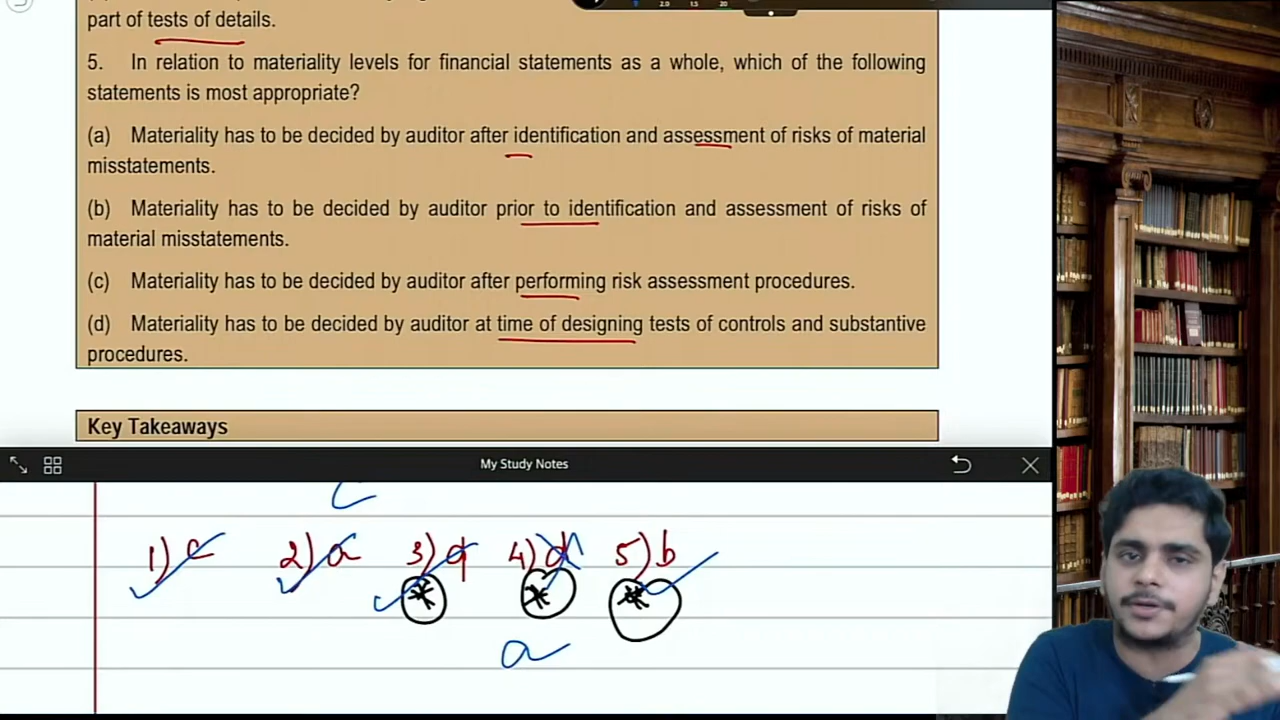 part of tests of details.
5. In relation to materiality levels for financial statements as a whole, which of the following
statements is most appropriate?
(a) Materiality has to be decided by auditor after identification and assessment of risks of material
misstatements.
(b) Materiality has to be decided by auditor prior to identification and assessment of risks of
material misstatements.
(c) Materiality has to be decided by auditor after performing risk assessment procedures.
(d) Materiality has to be decided by auditor at time of designing tests of controls and substantive
procedures.
Key Takeaways
My Study Notes
1) c 2) a 3) d 4) d 5) b
a